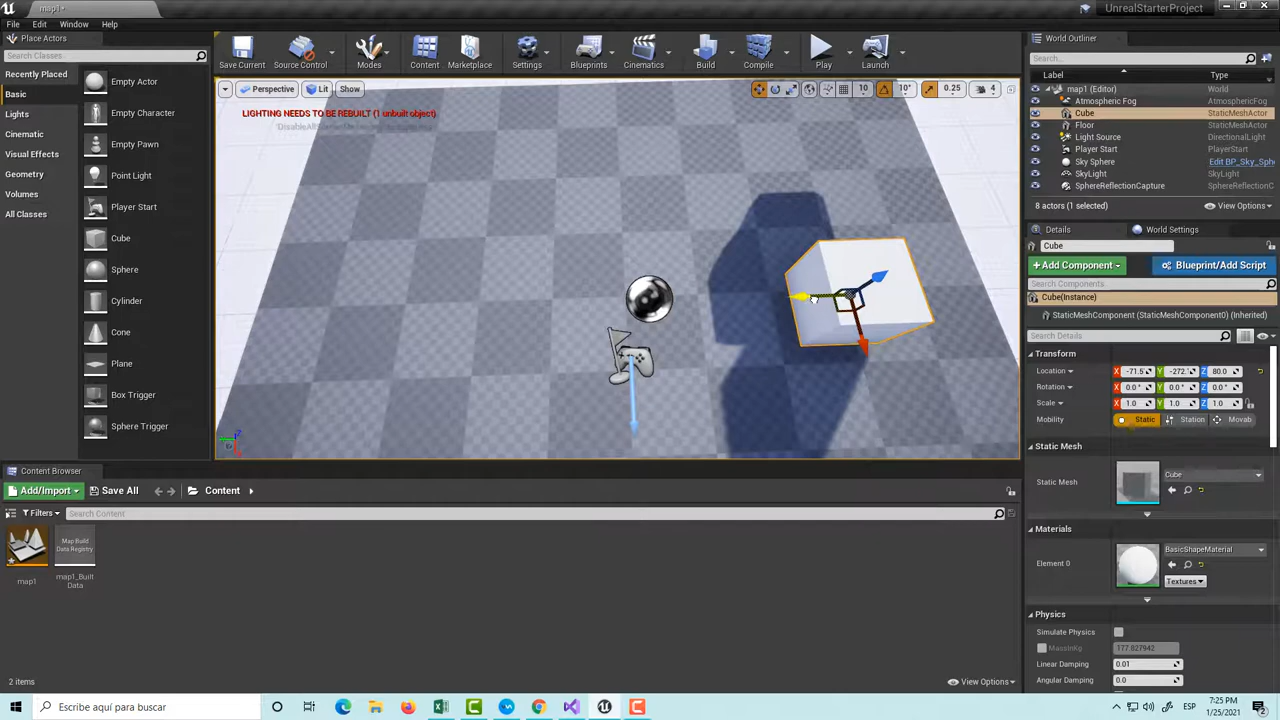 map1*
UnrealStarterProject
File Edit Window Help
Place Actors
Search Classes
Recently Placed
Basic
Lights
Cinematic
Visual Effects
Geometry
Volumes
All Classes
Empty Actor
Empty Character
Empty Pawn
Point Light
Player Start
Cube
Sphere
Cylinder
Cone
Plane
Box Trigger
Sphere Trigger
Save Current Source Control Modes Content Marketplace Settings Blueprints Cinematics Build Compile Play Launch
Perspective Lit Show
10 10° 0.25 4
LIGHTING NEEDS TO BE REBUILT (1 unbuilt object)
World Outliner
Search...
Label Type
map1 (Editor) World
Atmospheric Fog AtmosphericFog
Cube StaticMeshActor
Floor StaticMeshActor
Light Source DirectionalLight
Player Start PlayerStart
Sky Sphere Edit BP_Sky_Sph
SkyLight SkyLight
SphereReflectionCapture SphereReflectionC
8 actors (1 selected) View Options
Details World Settings
Cube
+Add Component Blueprint/Add Script
Search Components
Cube(Instance)
StaticMeshComponent (StaticMeshComponent0) (Inherited)
Search Details
Transform
Location X -71.5 Y -272. Z 80.0
Rotation X 0.0° Y 0.0° Z 0.0°
Scale X 1.0 Y 1.0 Z 1.0
Mobility Static Station Movab
Static Mesh
Static Mesh Cube
Materials
Element 0 BasicShapeMaterial
Textures
Physics
Simulate Physics
MassInKg 177.827942
Linear Damping 0.01
Angular Damping 0.0
Content Browser
Add/Import Save All Content
Filters Search Content
map1
Map Build
Data Registry
map1_Built
Data
2 items View Options
Escribe aquí para buscar
ESP
7:25 PM
1/25/2021